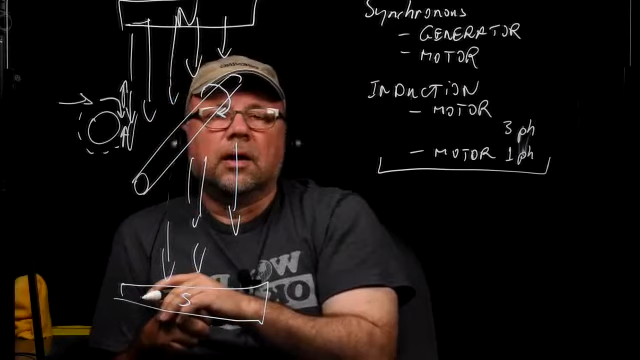 N
Synchronous
- GENERATOR
- MOTOR
INDUCTION
- MOTOR
3 ph
- MOTOR 1 ph
S